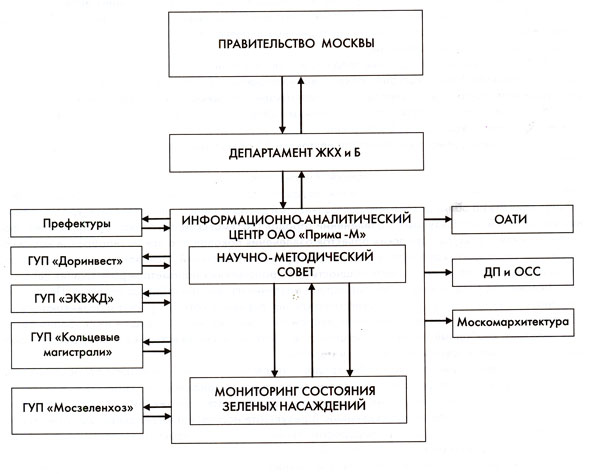 ПРАВИТЕЛЬСТВО МОСКВЫ
ДЕПАРТАМЕНТ ЖКХ и Б
ИНФОРМАЦИОННО-АНАЛИТИЧЕСКИЙ
ЦЕНТР ОАО «Прима -М»
НАУЧНО-МЕТОДИЧЕСКИЙ
СОВЕТ
МОНИТОРИНГ СОСТОЯНИЯ
ЗЕЛЕНЫХ НАСАЖДЕНИЙ
Префектуры
ГУП «Доринвест»
ГУП «ЭКВЖД»
ГУП «Кольцевые
магистрали»
ГУП «Мосзеленхоз»
ОАТИ
ДП и ОСС
Москомархитектура